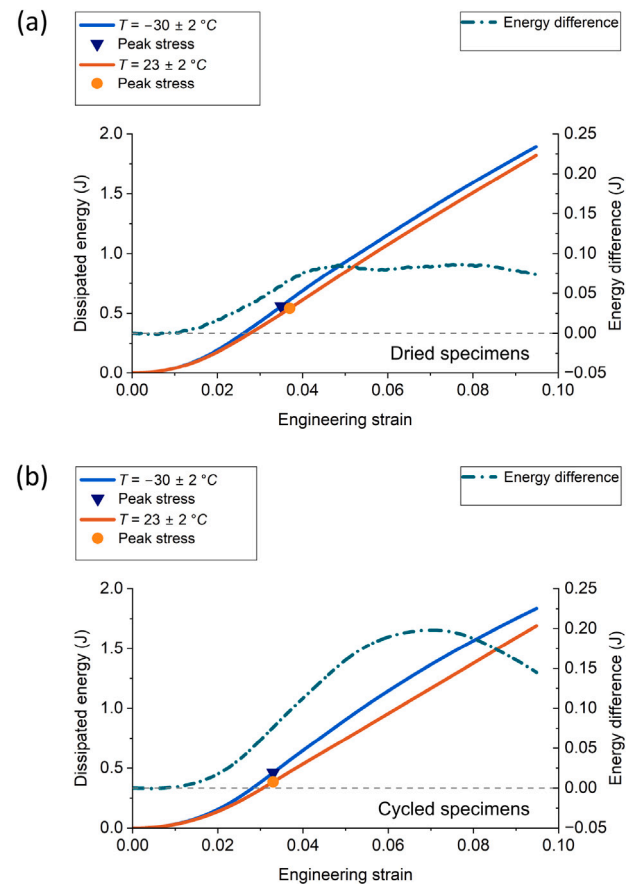 (a)
T = −30 ± 2 °C
Peak stress
T = 23 ± 2 °C
Peak stress
Energy difference
2.0
1.5
1.0
0.5
0.0
Dissipated energy (J)
0.25
0.20
0.15
0.10
0.05
0.00
−0.05
Energy difference (J)
Dried specimens
0.00 0.02 0.04 0.06 0.08 0.10
Engineering strain
(b)
T = −30 ± 2 °C
Peak stress
T = 23 ± 2 °C
Peak stress
Energy difference
2.0
1.5
1.0
0.5
0.0
Dissipated energy (J)
0.25
0.20
0.15
0.10
0.05
0.00
−0.05
Energy difference (J)
Cycled specimens
0.00 0.02 0.04 0.06 0.08 0.10
Engineering strain